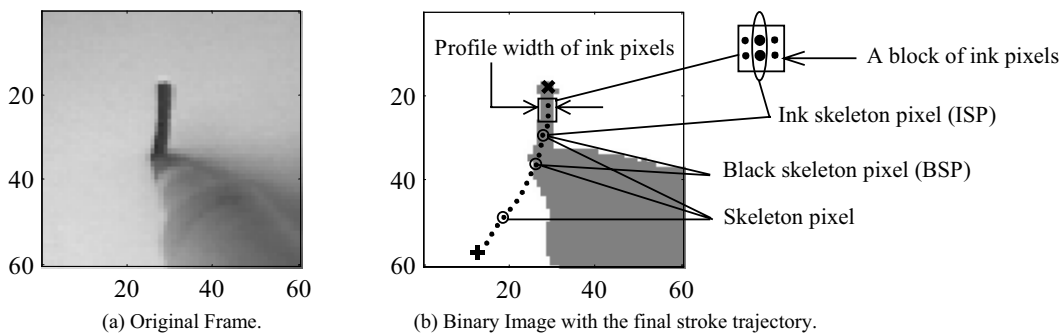 20
40
60
20
40
60
(a) Original Frame.
Profile width of ink pixels
A block of ink pixels
Ink skeleton pixel (ISP)
Black skeleton pixel (BSP)
Skeleton pixel
20
40
60
20
40
60
(b) Binary Image with the final stroke trajectory.